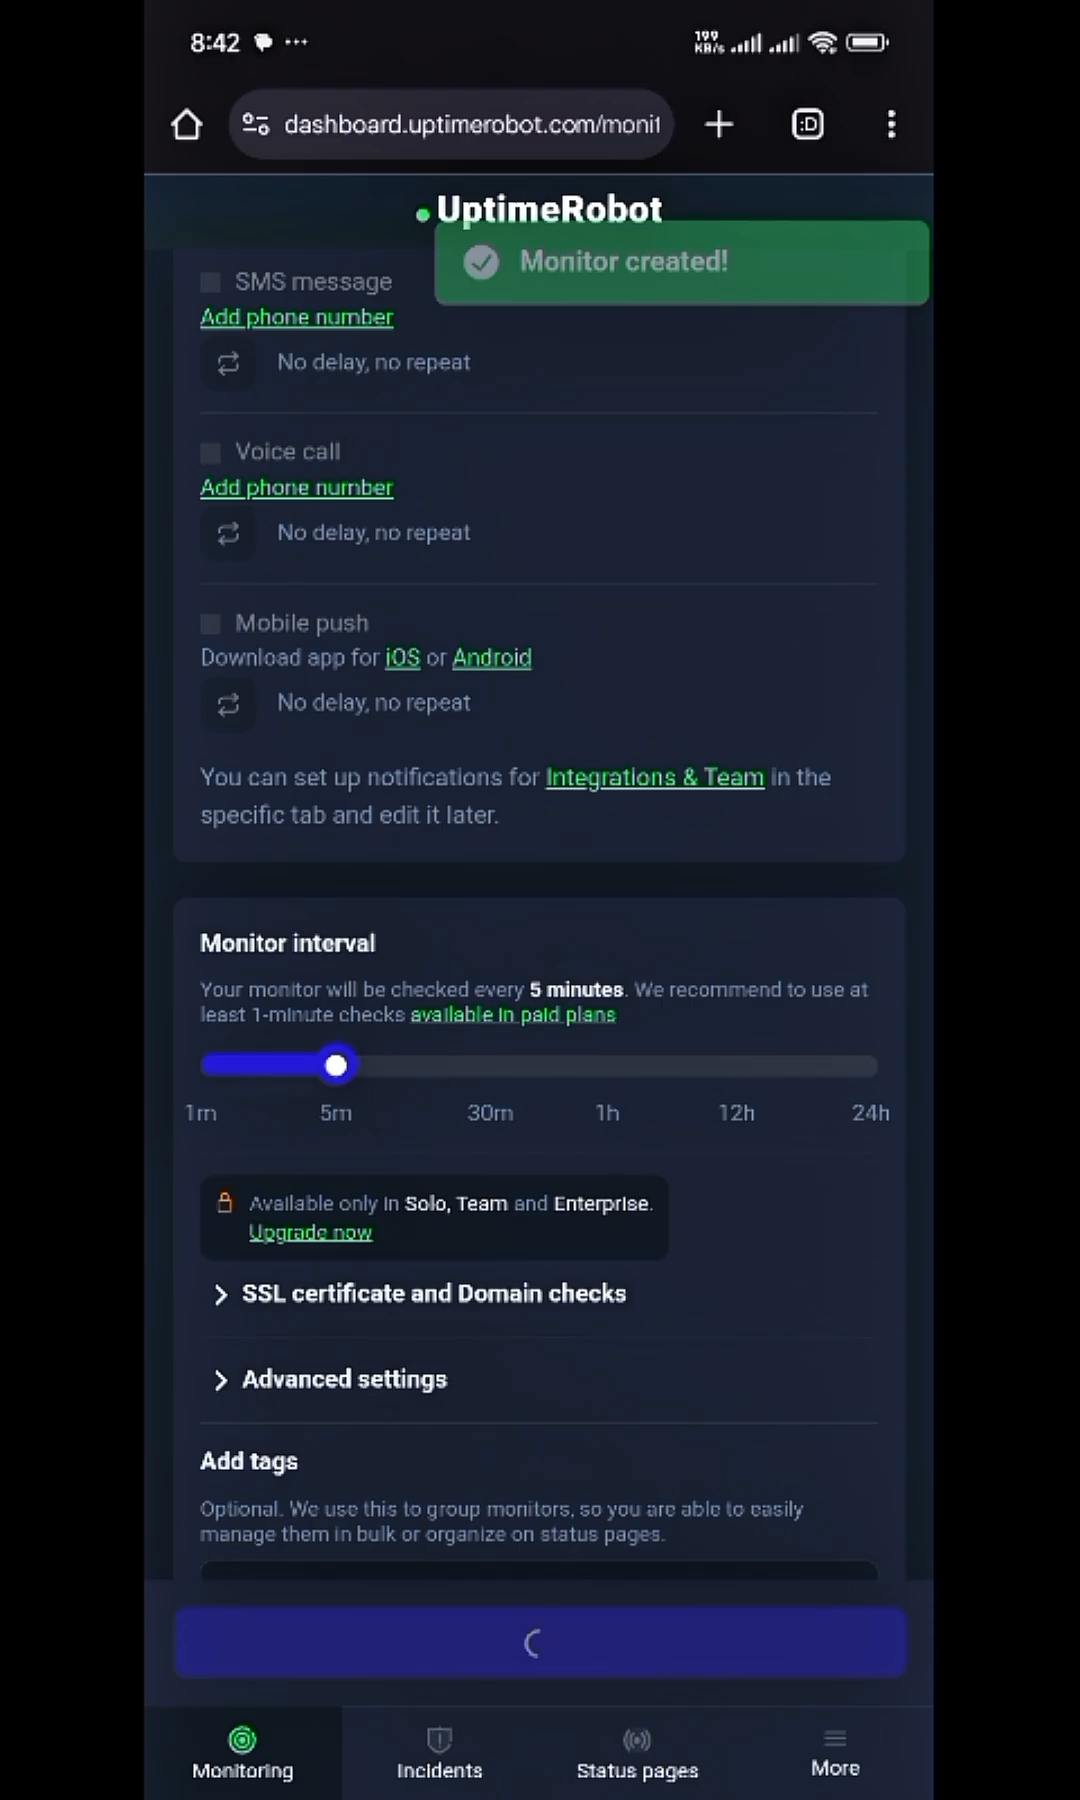 8:42
199
KB/s
dashboard.uptimerobot.com/monit
:D
UptimeRobot
Monitor created!
SMS message
Add phone number
No delay, no repeat
Voice call
Add phone number
No delay, no repeat
Mobile push
Download app for iOS or Android
No delay, no repeat
You can set up notifications for Integrations & Team in the
specific tab and edit it later.
Monitor interval
Your monitor will be checked every 5 minutes. We recommend to use at
least 1-minute checks available in paid plans
1m 5m 30m 1h 12h 24h
Available only in Solo, Team and Enterprise.
Upgrade now
SSL certificate and Domain checks
Advanced settings
Add tags
Optional. We use this to group monitors, so you are able to easily
manage them in bulk or organize on status pages.
Monitoring Incidents Status pages More